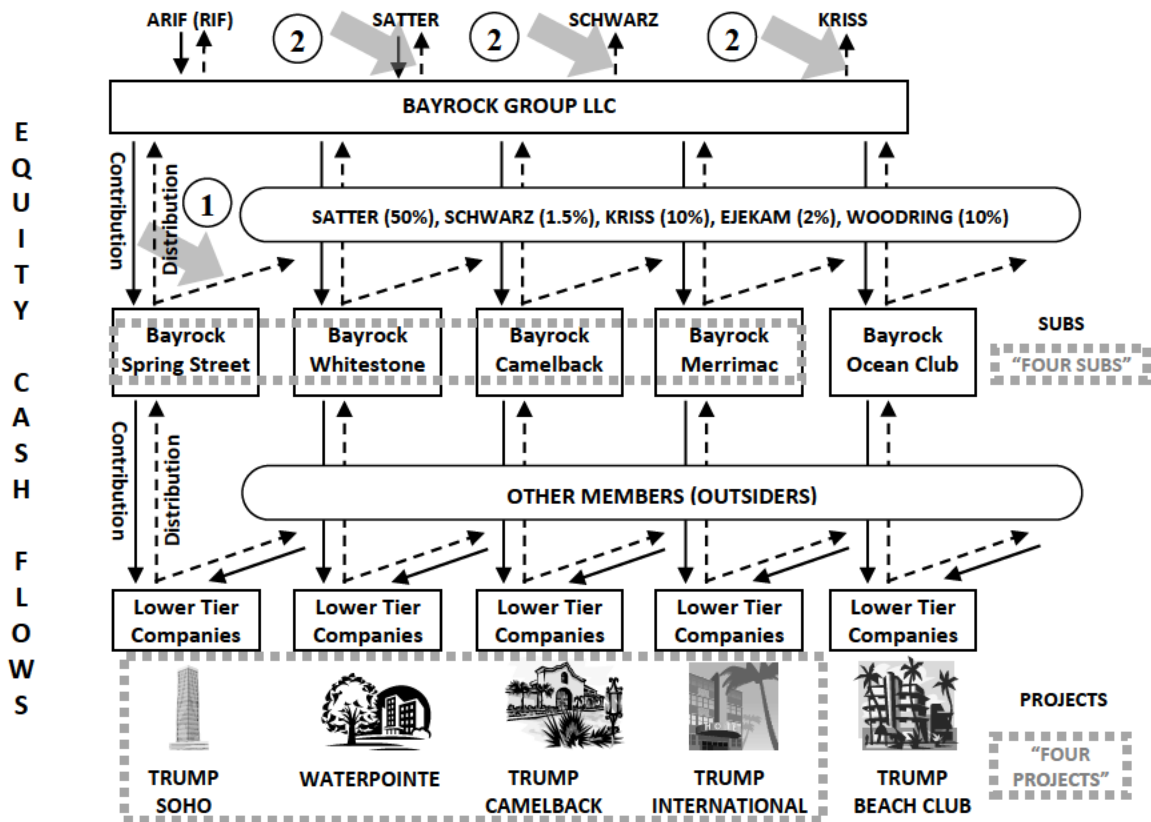 ARIF (RIF)
SATTER
SCHWARZ
KRISS
2
2
2
BAYROCK GROUP LLC
EQUITY CASH FLOWS
Contribution
Distribution
1
SATTER (50%), SCHWARZ (1.5%), KRISS (10%), EJEKAM (2%), WOODRING (10%)
Bayrock
Spring Street
Bayrock
Whitestone
Bayrock
Camelback
Bayrock
Merrimac
Bayrock
Ocean Club
SUBS
"FOUR SUBS"
Contribution
Distribution
OTHER MEMBERS (OUTSIDERS)
Lower Tier
Companies
Lower Tier
Companies
Lower Tier
Companies
Lower Tier
Companies
Lower Tier
Companies
PROJECTS
"FOUR
PROJECTS"
TRUMP
SOHO
WATERPOINTE
TRUMP
CAMELBACK
TRUMP
INTERNATIONAL
TRUMP
BEACH CLUB